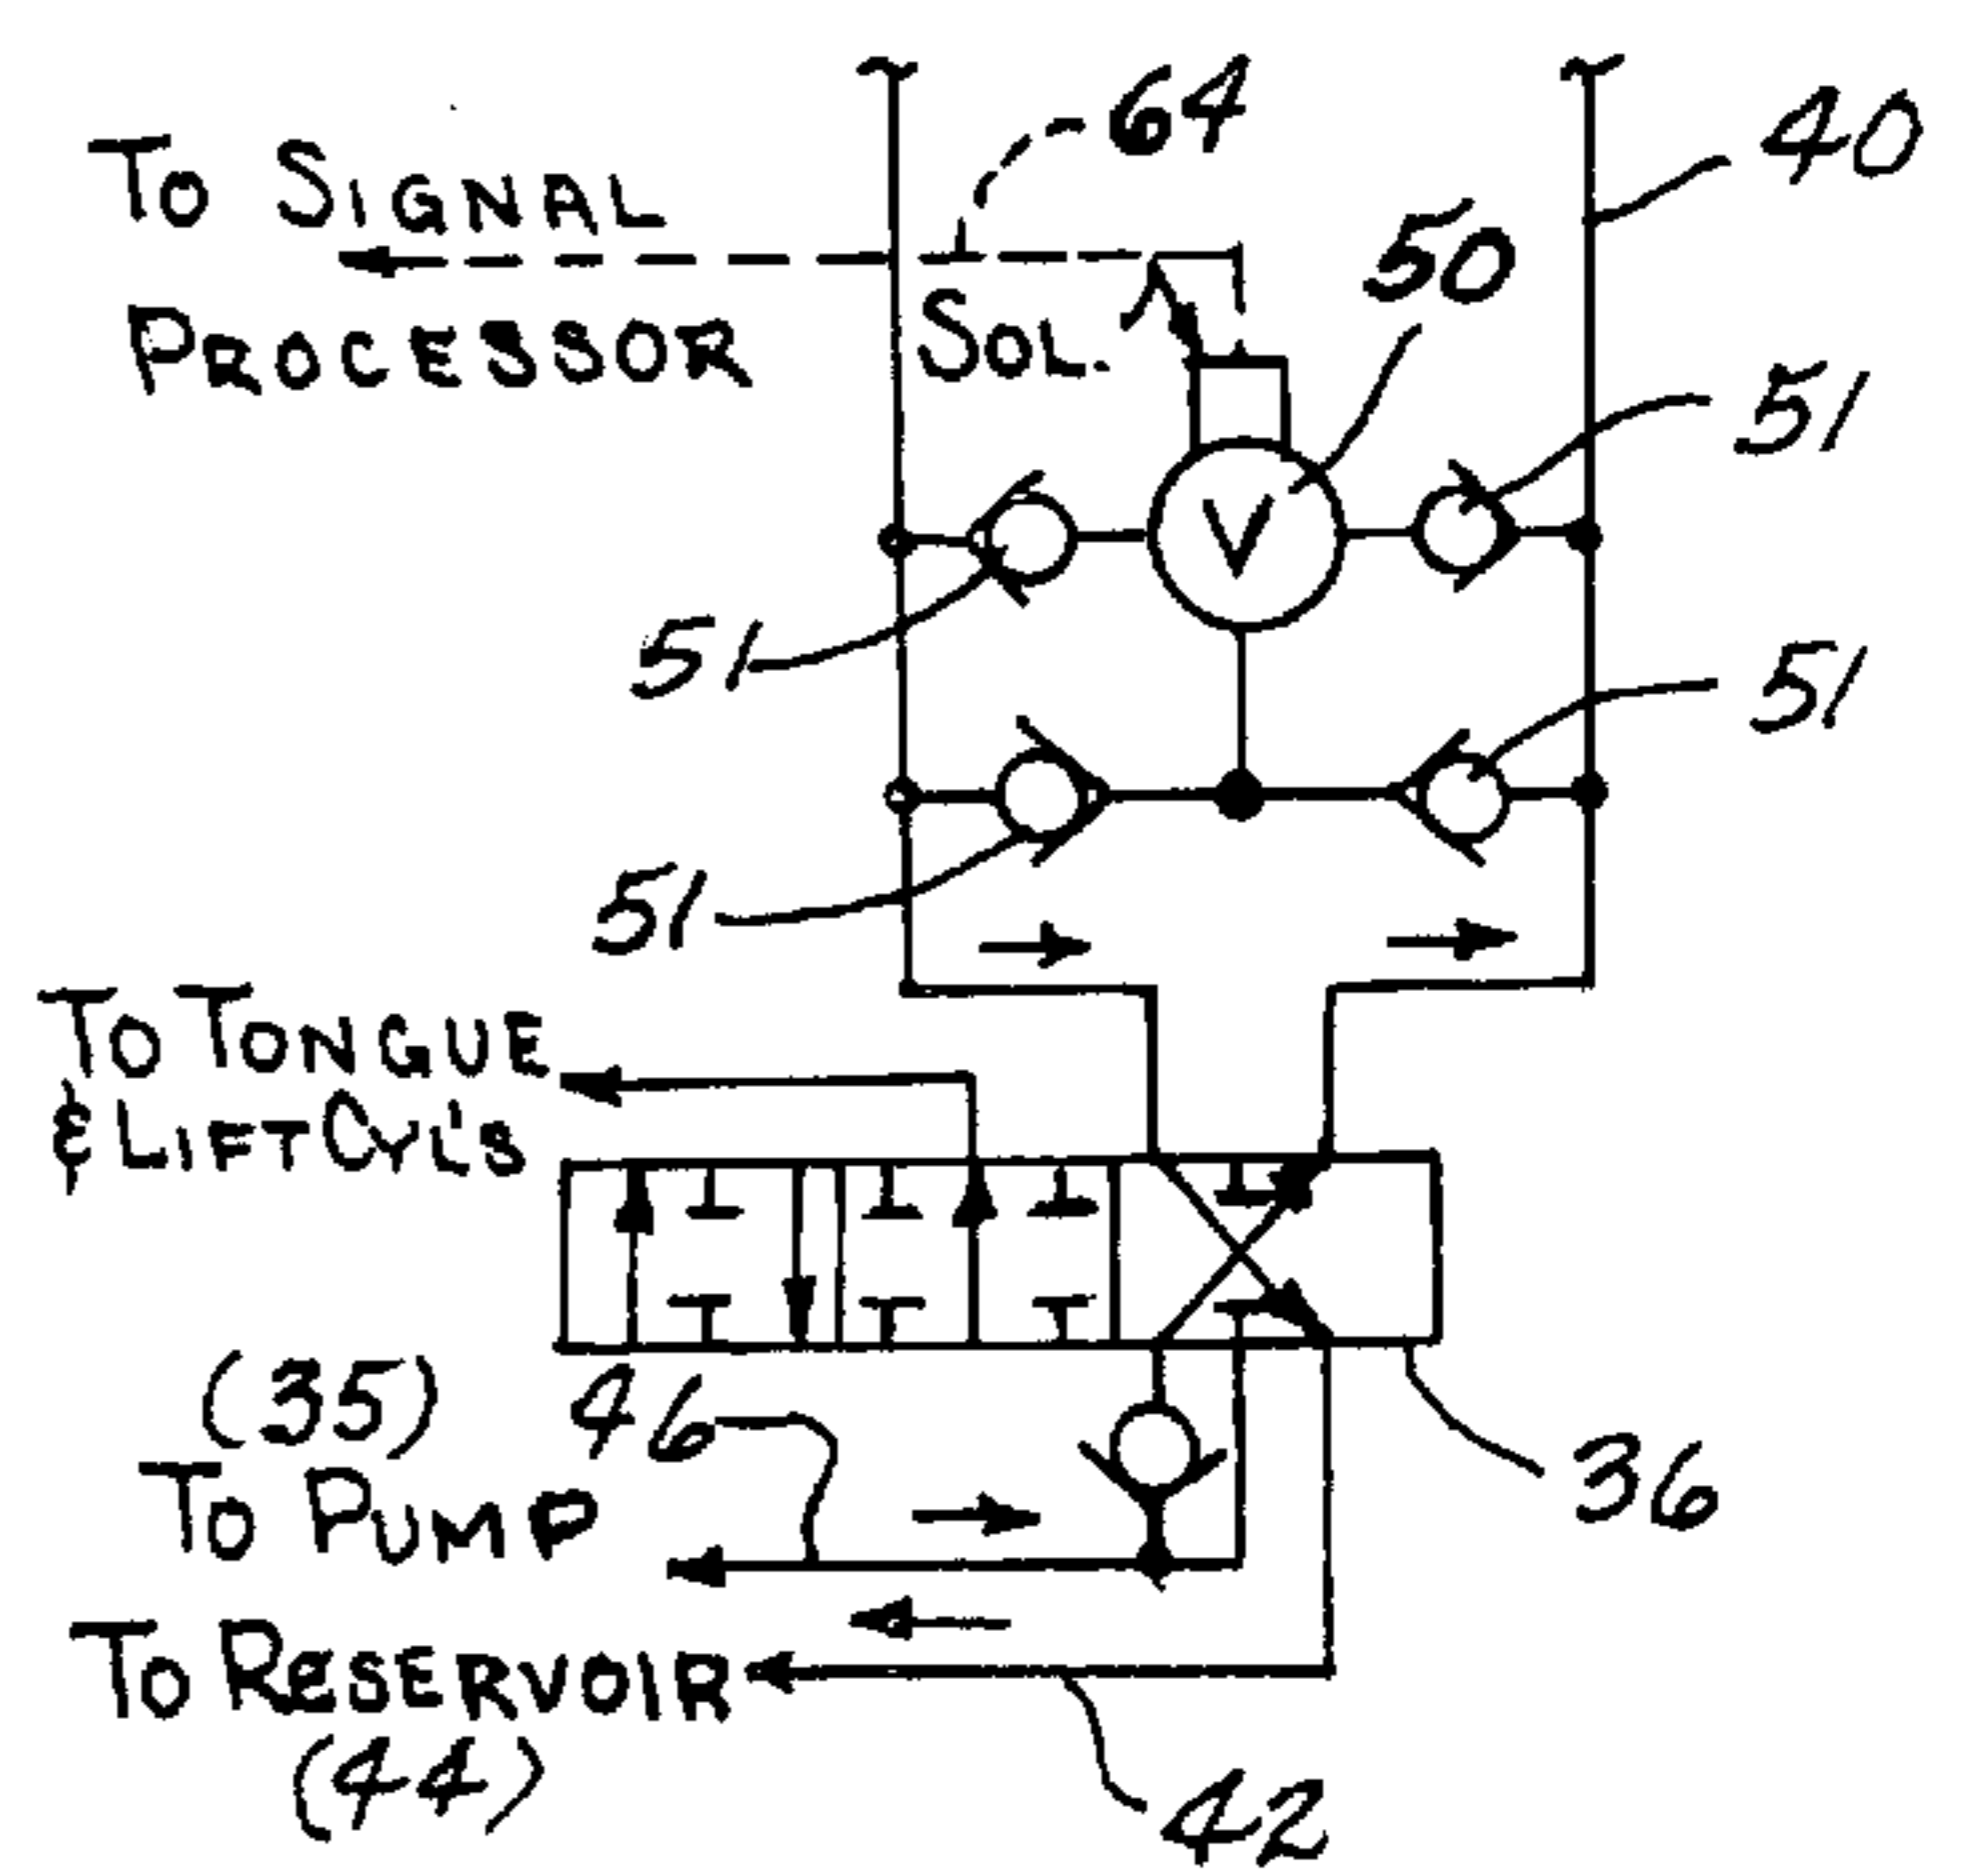 64
40
TO SIGNAL
PROCESSOR
SOL.
50
51
V
51
51
51
TO TONGUE
& LIFT CYL'S
(35)
46
TO PUMP
36
TO RESERVOIR
(44)
42